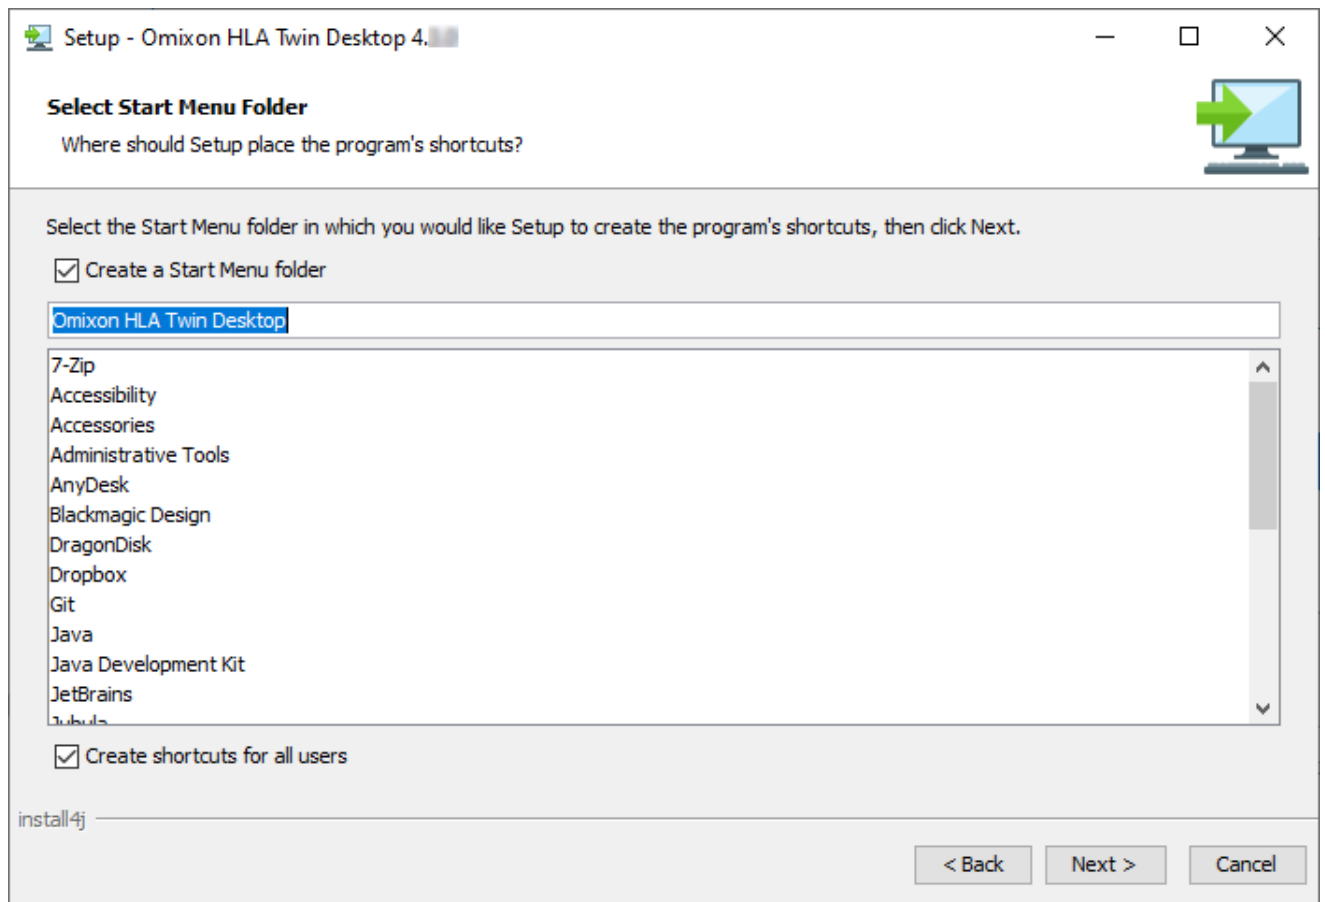 Setup - Omixon HLA Twin Desktop 4.
Select Start Menu Folder
Where should Setup place the program's shortcuts?
Select the Start Menu folder in which you would like Setup to create the program's shortcuts, then click Next.
Create a Start Menu folder
Omixon HLA Twin Desktop
7-Zip
Accessibility
Accessories
Administrative Tools
AnyDesk
Blackmagic Design
DragonDisk
Dropbox
Git
Java
Java Development Kit
JetBrains
Create shortcuts for all users
install4j
< Back Next > Cancel